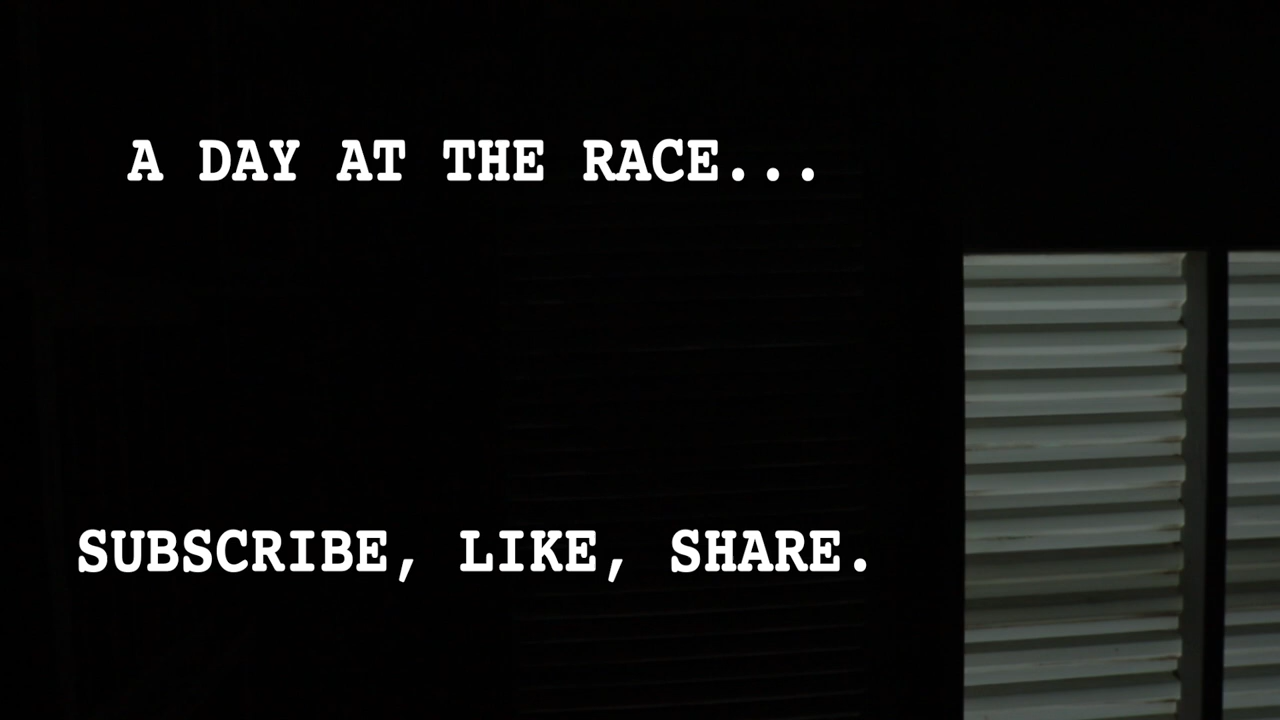 A DAY AT THE RACE...
SUBSCRIBE, LIKE, SHARE.